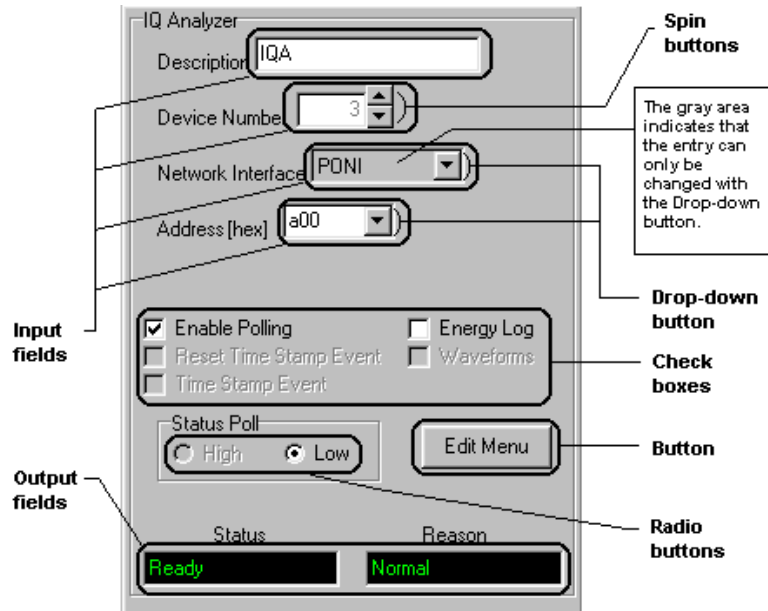 IQ Analyzer
Description IQA
Device Number 3
Network Interface PONI
Address [hex] a00
Enable Polling
Energy Log
Reset Time Stamp Event
Waveforms
Time Stamp Event
Status Poll
High
Low
Edit Menu
Status
Reason
Ready
Normal
Spin
buttons
The gray area
indicates that
the entry can
only be
changed with
the Drop-down
button.
Drop-down
button
Check
boxes
Button
Radio
buttons
Input
fields
Output
fields